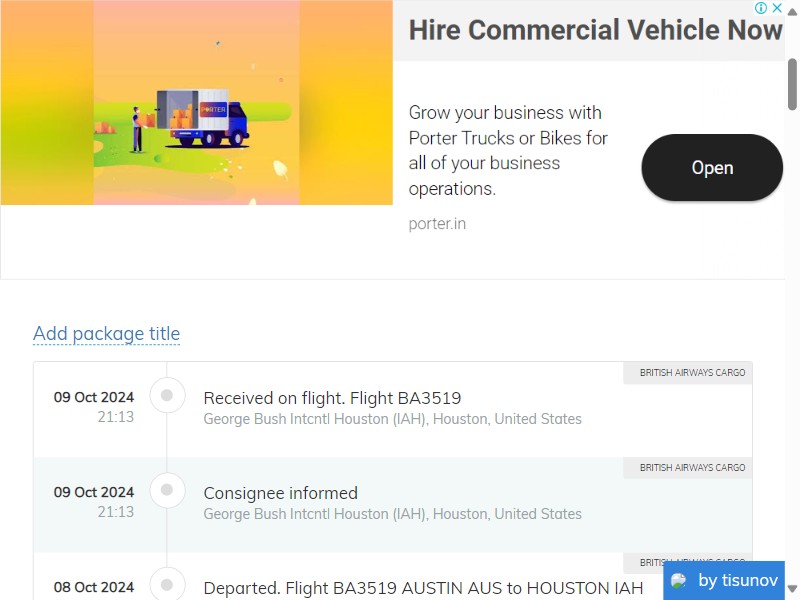 Hire Commercial Vehicle Now
PORTER
Grow your business with
Porter Trucks or Bikes for
all of your business
operations.
Open
porter.in
Add package title
BRITISH AIRWAYS CARGO
09 Oct 2024
21:13
Received on flight. Flight BA3519
George Bush Intcntl Houston (IAH), Houston, United States
BRITISH AIRWAYS CARGO
09 Oct 2024
21:13
Consignee informed
George Bush Intcntl Houston (IAH), Houston, United States
08 Oct 2024
Departed. Flight BA3519 AUSTIN AUS to HOUSTON IAH
by tisunov